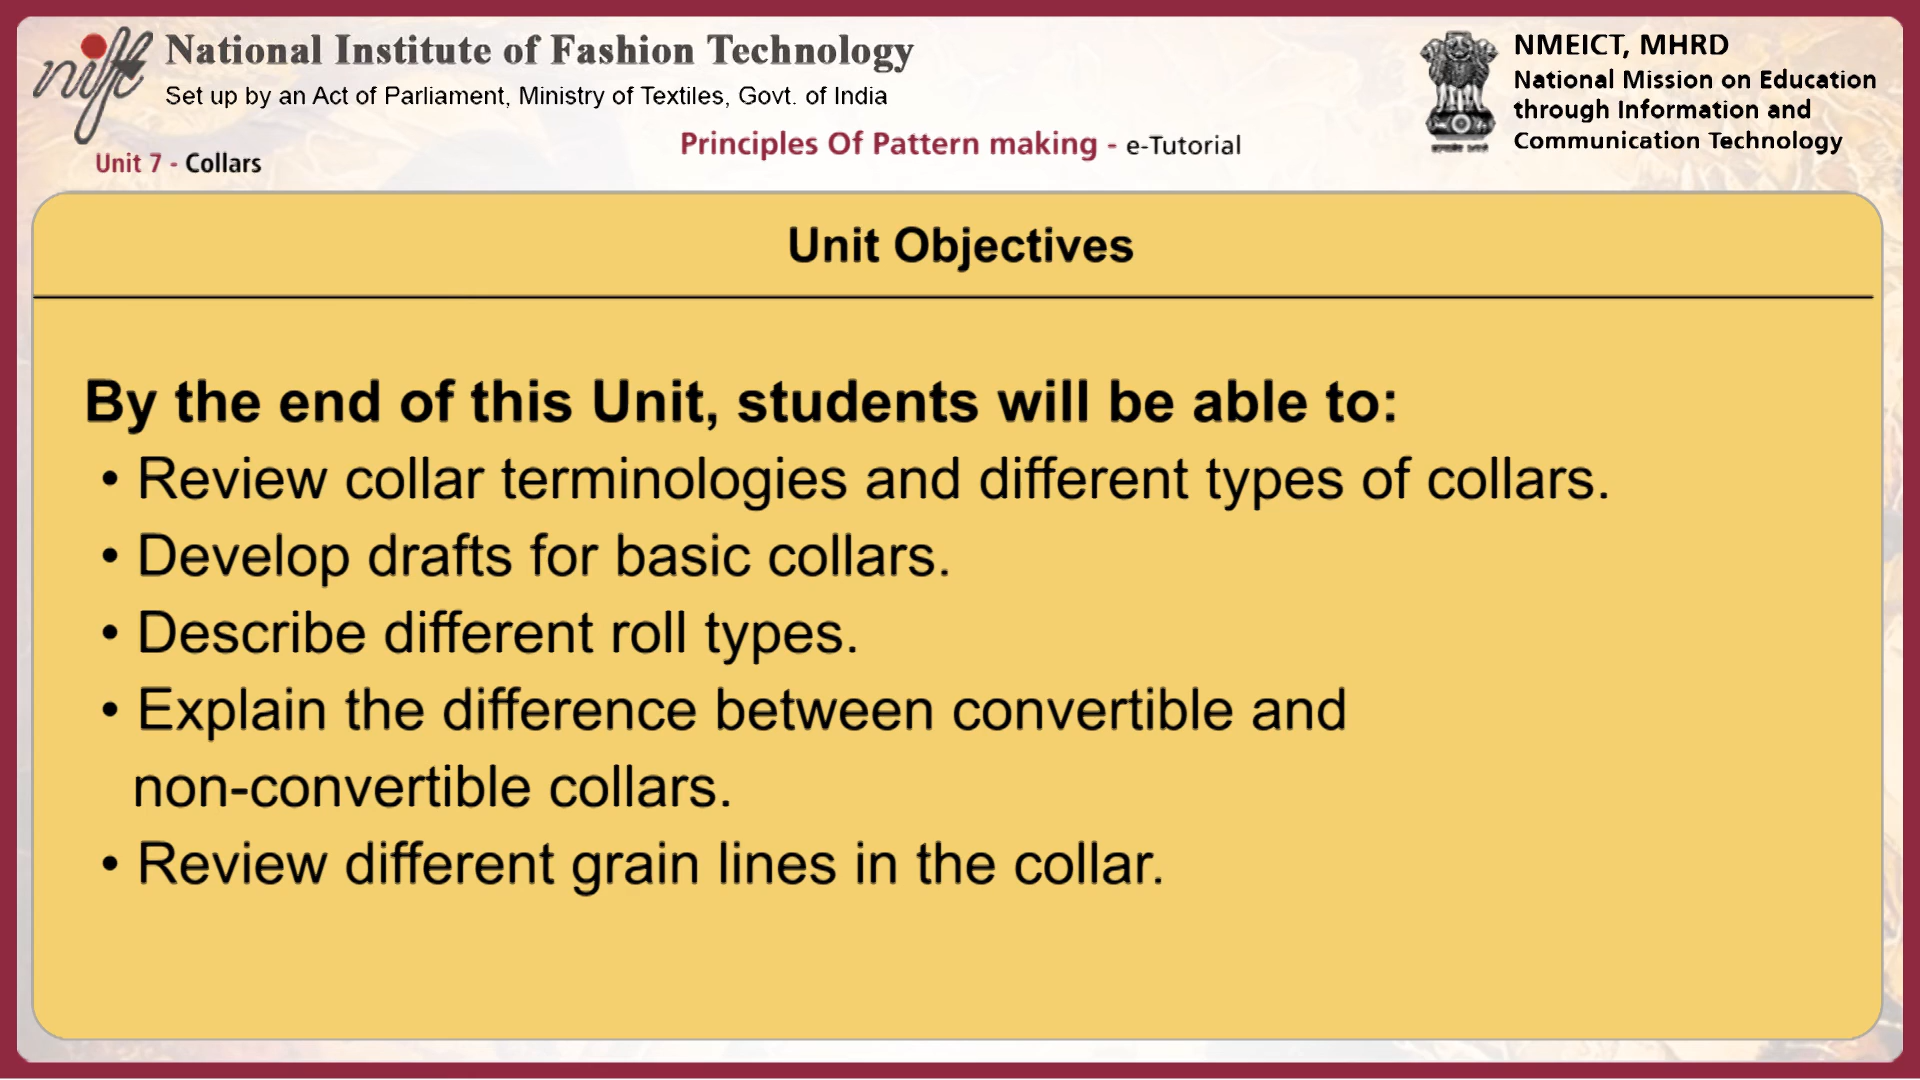 nift
National Institute of Fashion Technology
Set up by an Act of Parliament, Ministry of Textiles, Govt. of India
NMEICT, MHRD
National Mission on Education
through Information and
Communication Technology
Principles Of Pattern making - e-Tutorial
Unit 7 - Collars
Unit Objectives
By the end of this Unit, students will be able to:
• Review collar terminologies and different types of collars.
• Develop drafts for basic collars.
• Describe different roll types.
• Explain the difference between convertible and
non-convertible collars.
• Review different grain lines in the collar.